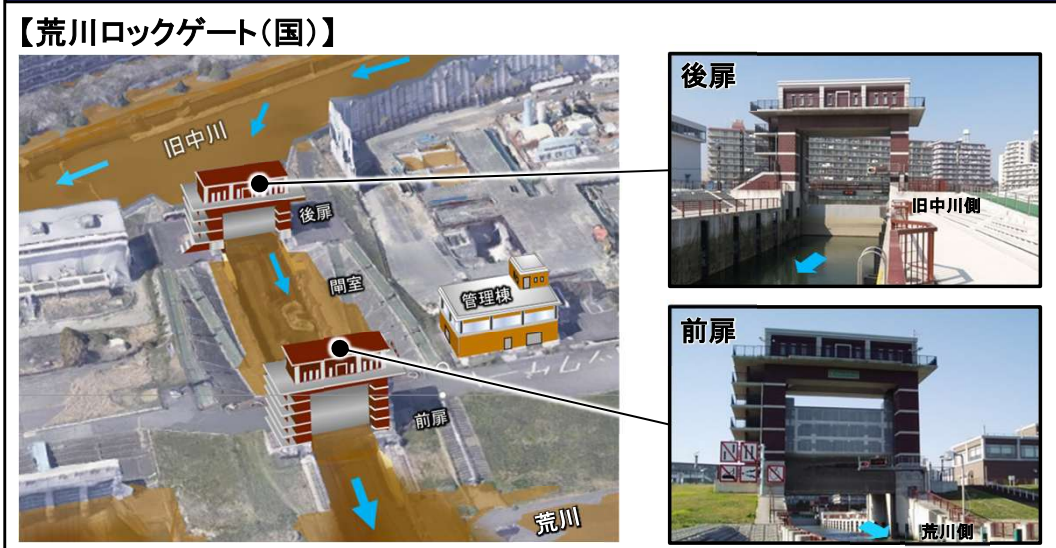 【荒川ロックゲート(国)】
旧中川
後扉
閘室
管理棟
前扉
荒川
後扉
旧中川側
前扉
荒川側